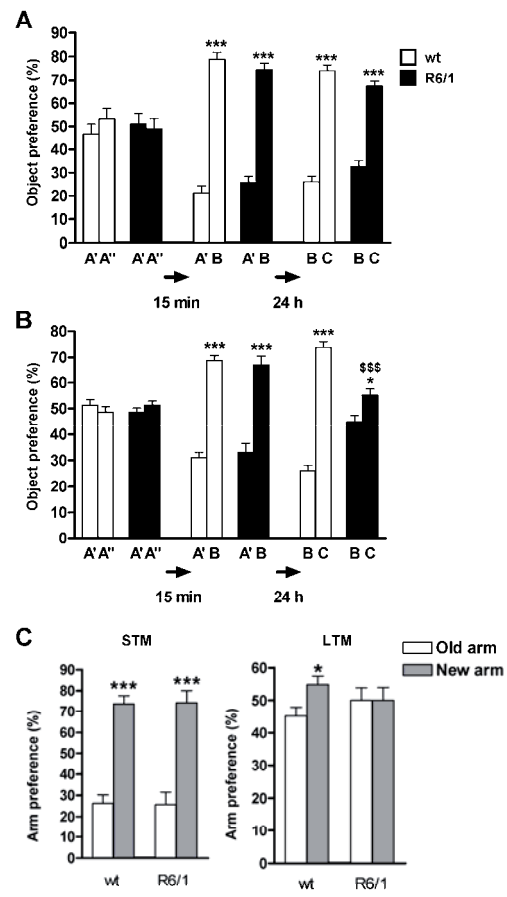 A
Object preference (%)
90
80
70
60
50
40
30
20
10
0
*** *** *** ***
wt
R6/1
A' A'' A' A'' A' B A' B B C B C
15 min 24 h
B
Object preference (%)
80
70
60
50
40
30
20
10
0
*** *** *** $$$
*
A' A'' A' A'' A' B A' B B C B C
15 min 24 h
C
STM LTM
Old arm
New arm
Arm preference (%)
90
80
70
60
50
40
30
20
10
0
*** ***
wt R6/1
Arm preference (%)
60
50
40
30
20
10
0
*
wt R6/1